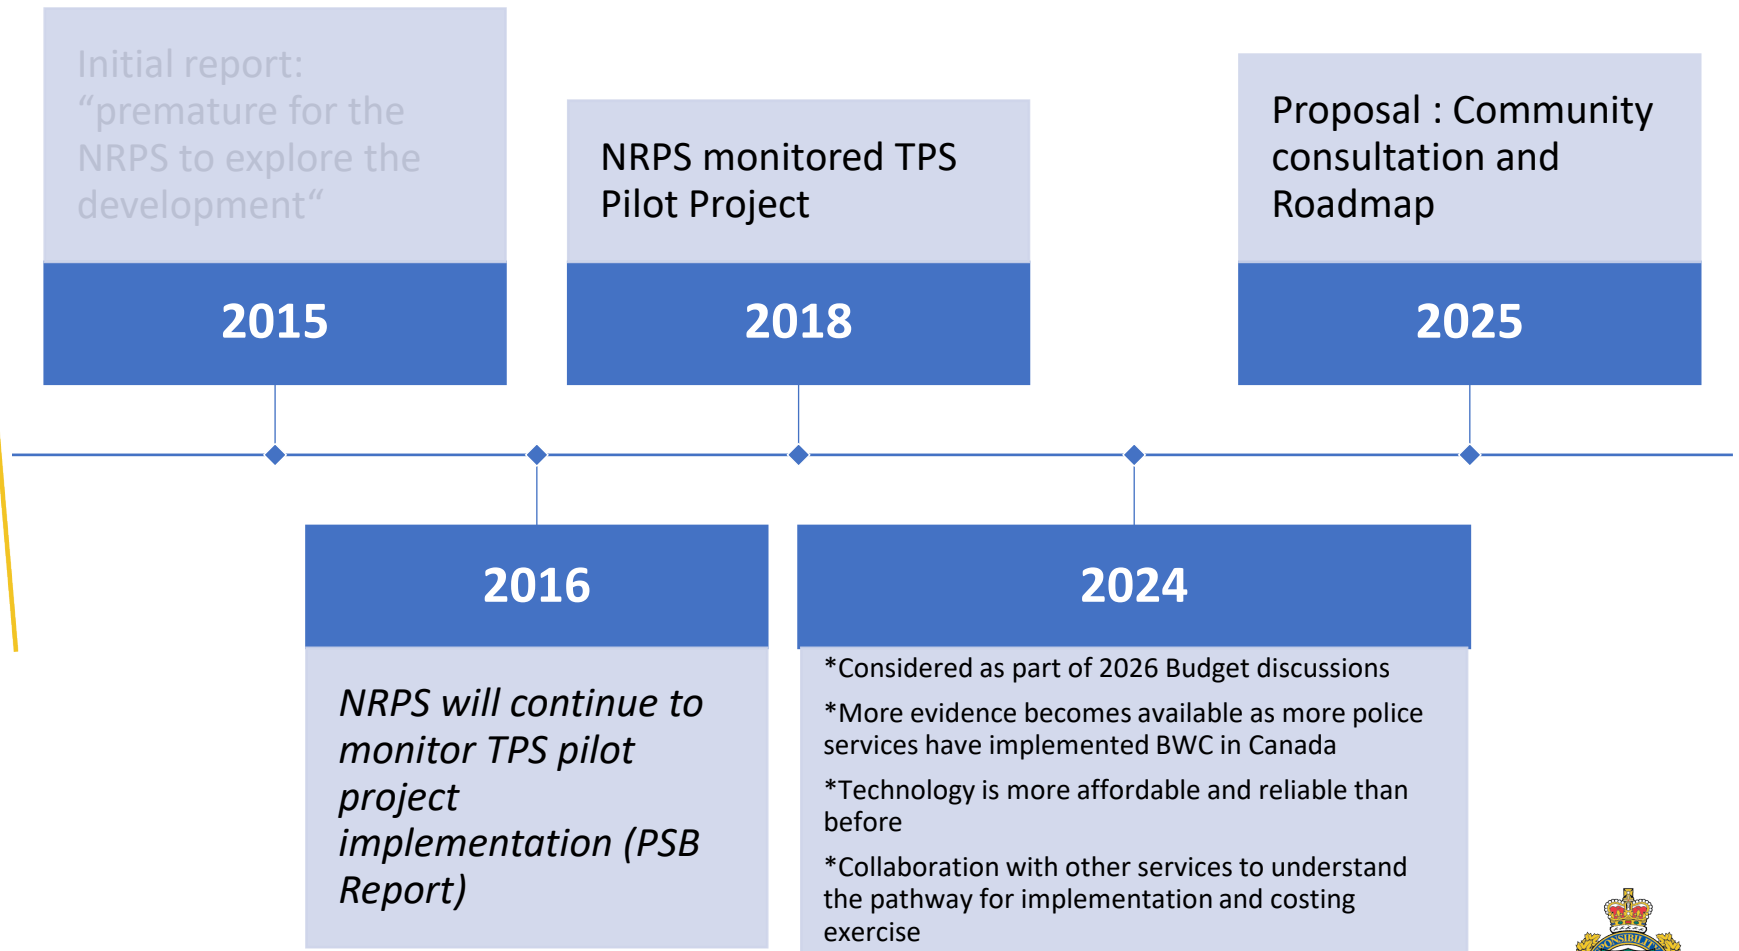 Initial report:
“premature for the
NRPS to explore the
development“
2015
NRPS monitored TPS
Pilot Project
2018
Proposal : Community
consultation and
Roadmap
2025
2016
NRPS will continue to
monitor TPS pilot
project
implementation (PSB
Report)
2024
*Considered as part of 2026 Budget discussions
*More evidence becomes available as more police
services have implemented BWC in Canada
*Technology is more affordable and reliable than
before
*Collaboration with other services to understand
the pathway for implementation and costing
exercise